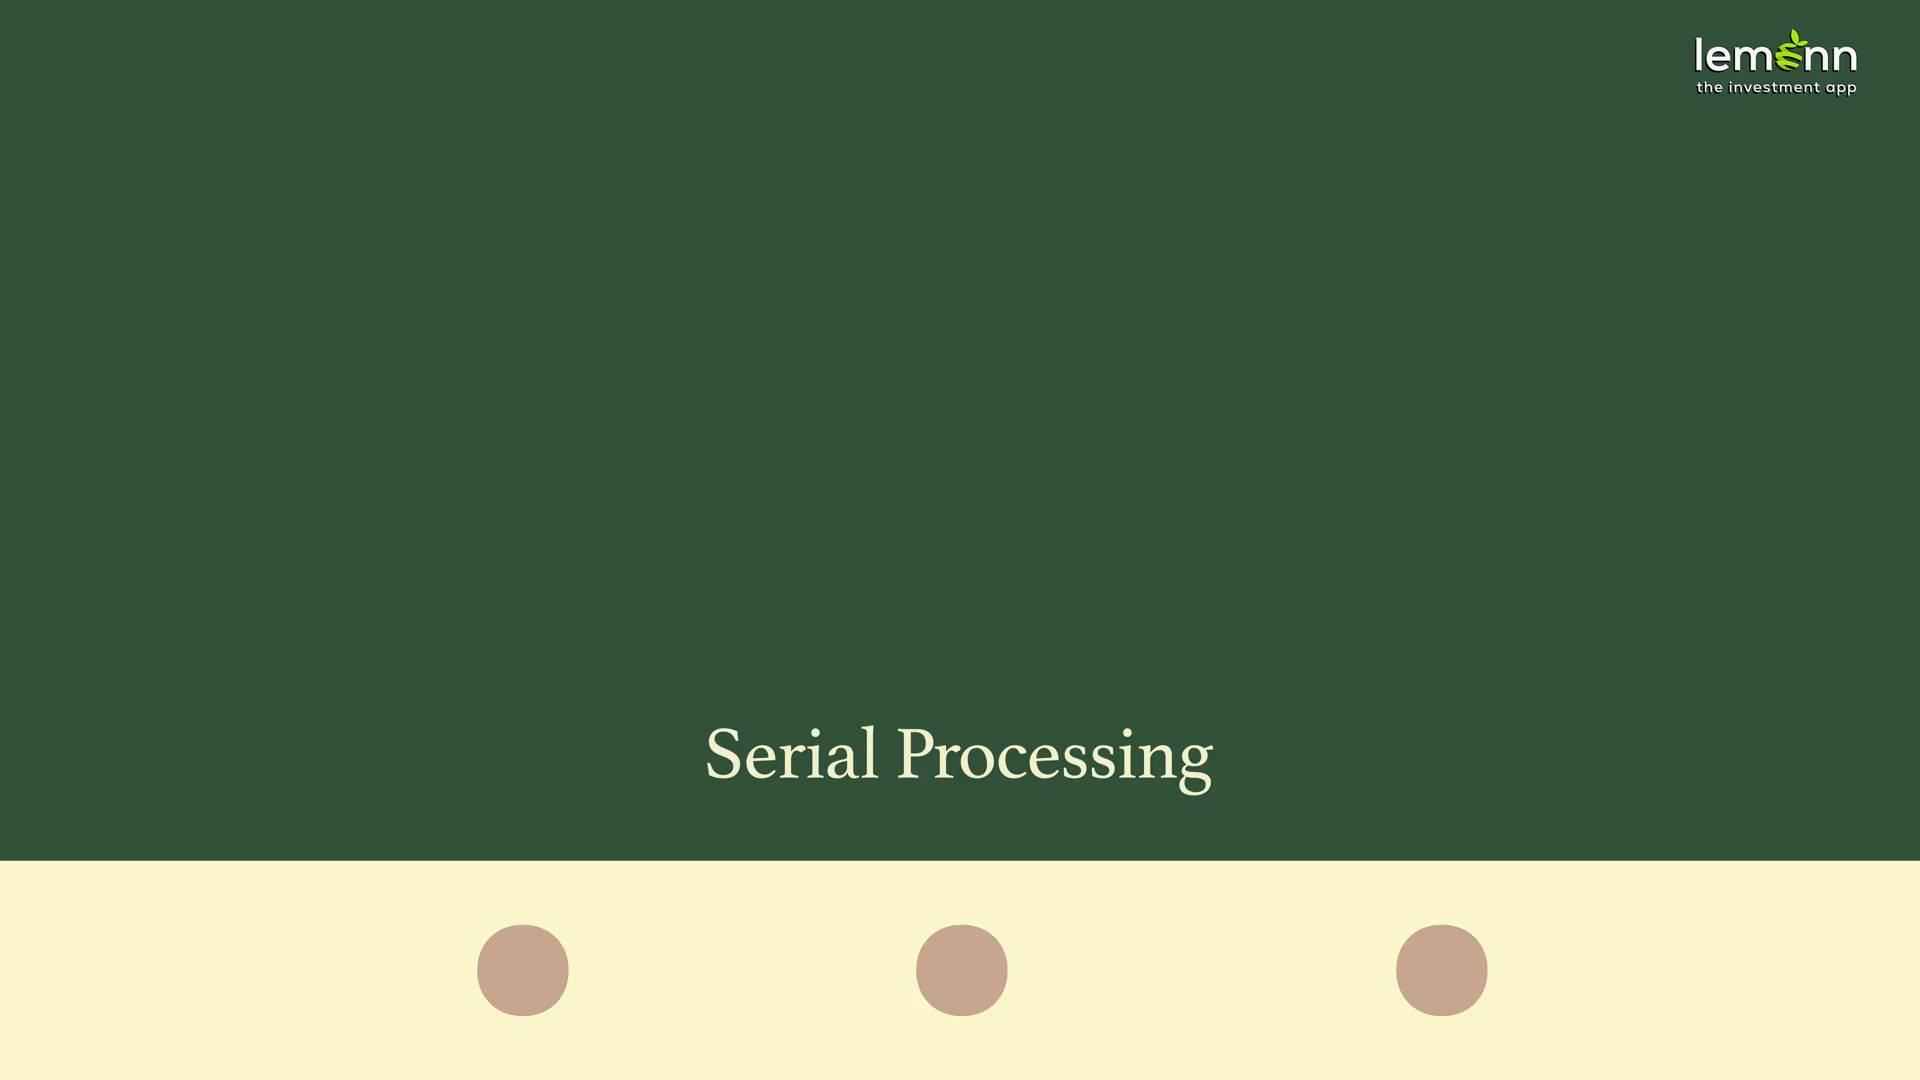 lemonn
the investment app
Serial Processing